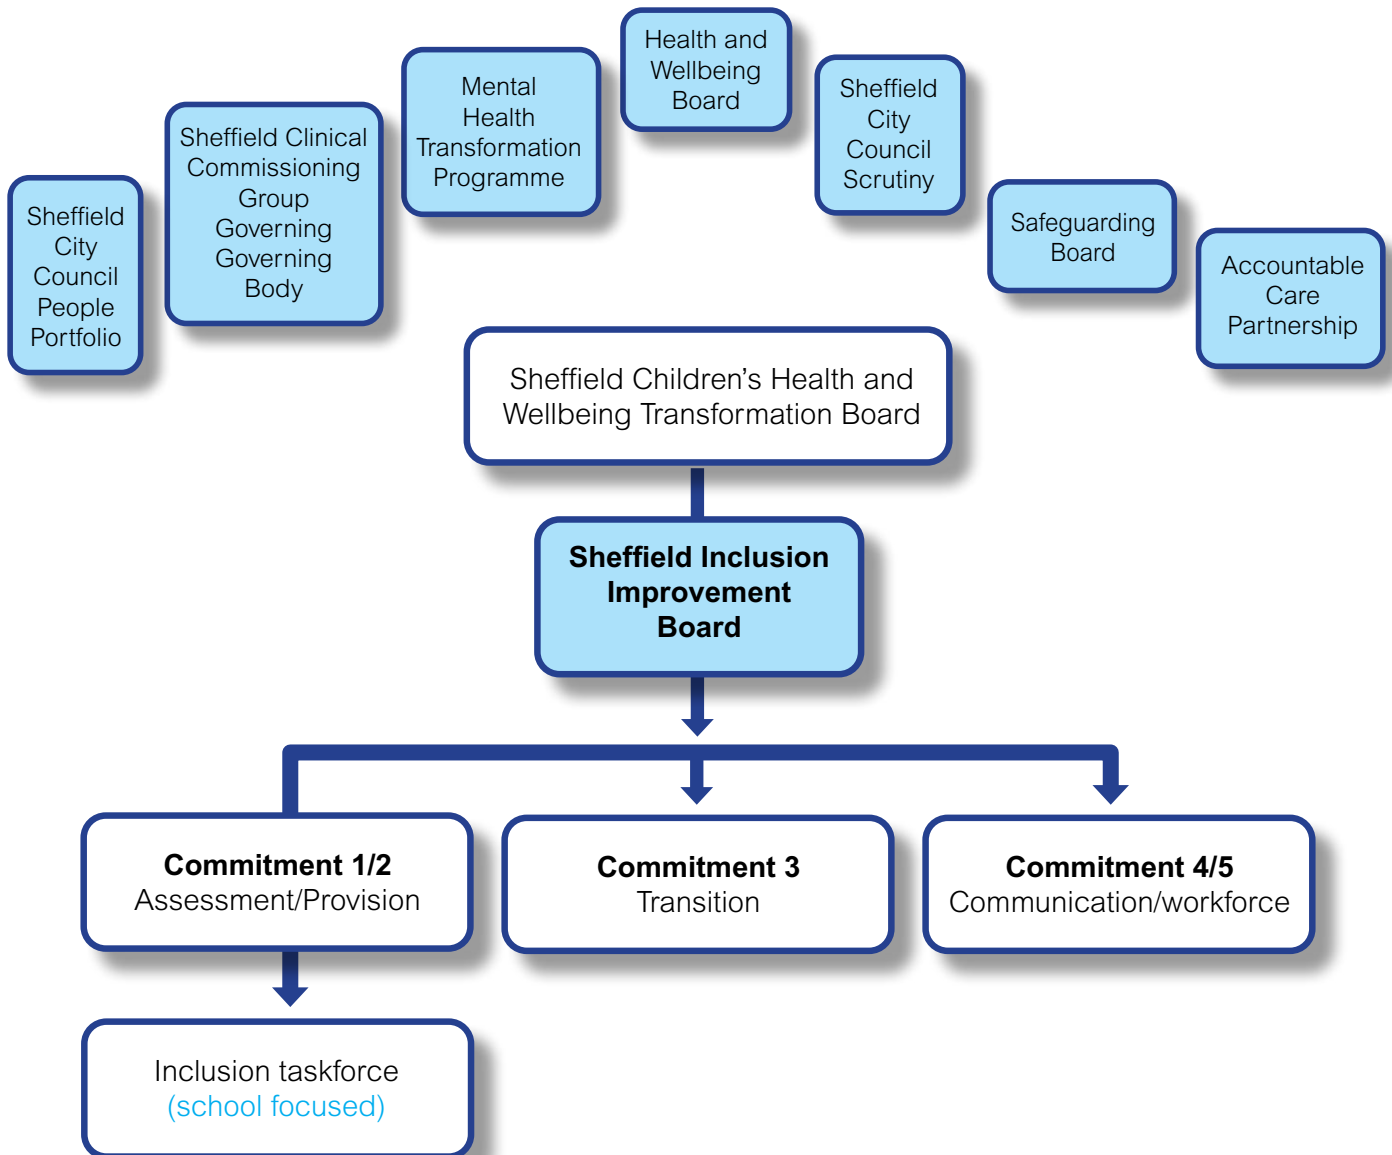 Sheffield
City
Council
People
Portfolio
Sheffield Clinical
Commissioning
Group
Governing
Governing
Body
Mental
Health
Transformation
Programme
Health and
Wellbeing
Board
Sheffield
City
Council
Scrutiny
Safeguarding
Board
Accountable
Care
Partnership
Sheffield Children’s Health and
Wellbeing Transformation Board
Sheffield Inclusion
Improvement
Board
Commitment 1/2
Assessment/Provision
Commitment 3
Transition
Commitment 4/5
Communication/workforce
Inclusion taskforce
(school focused)